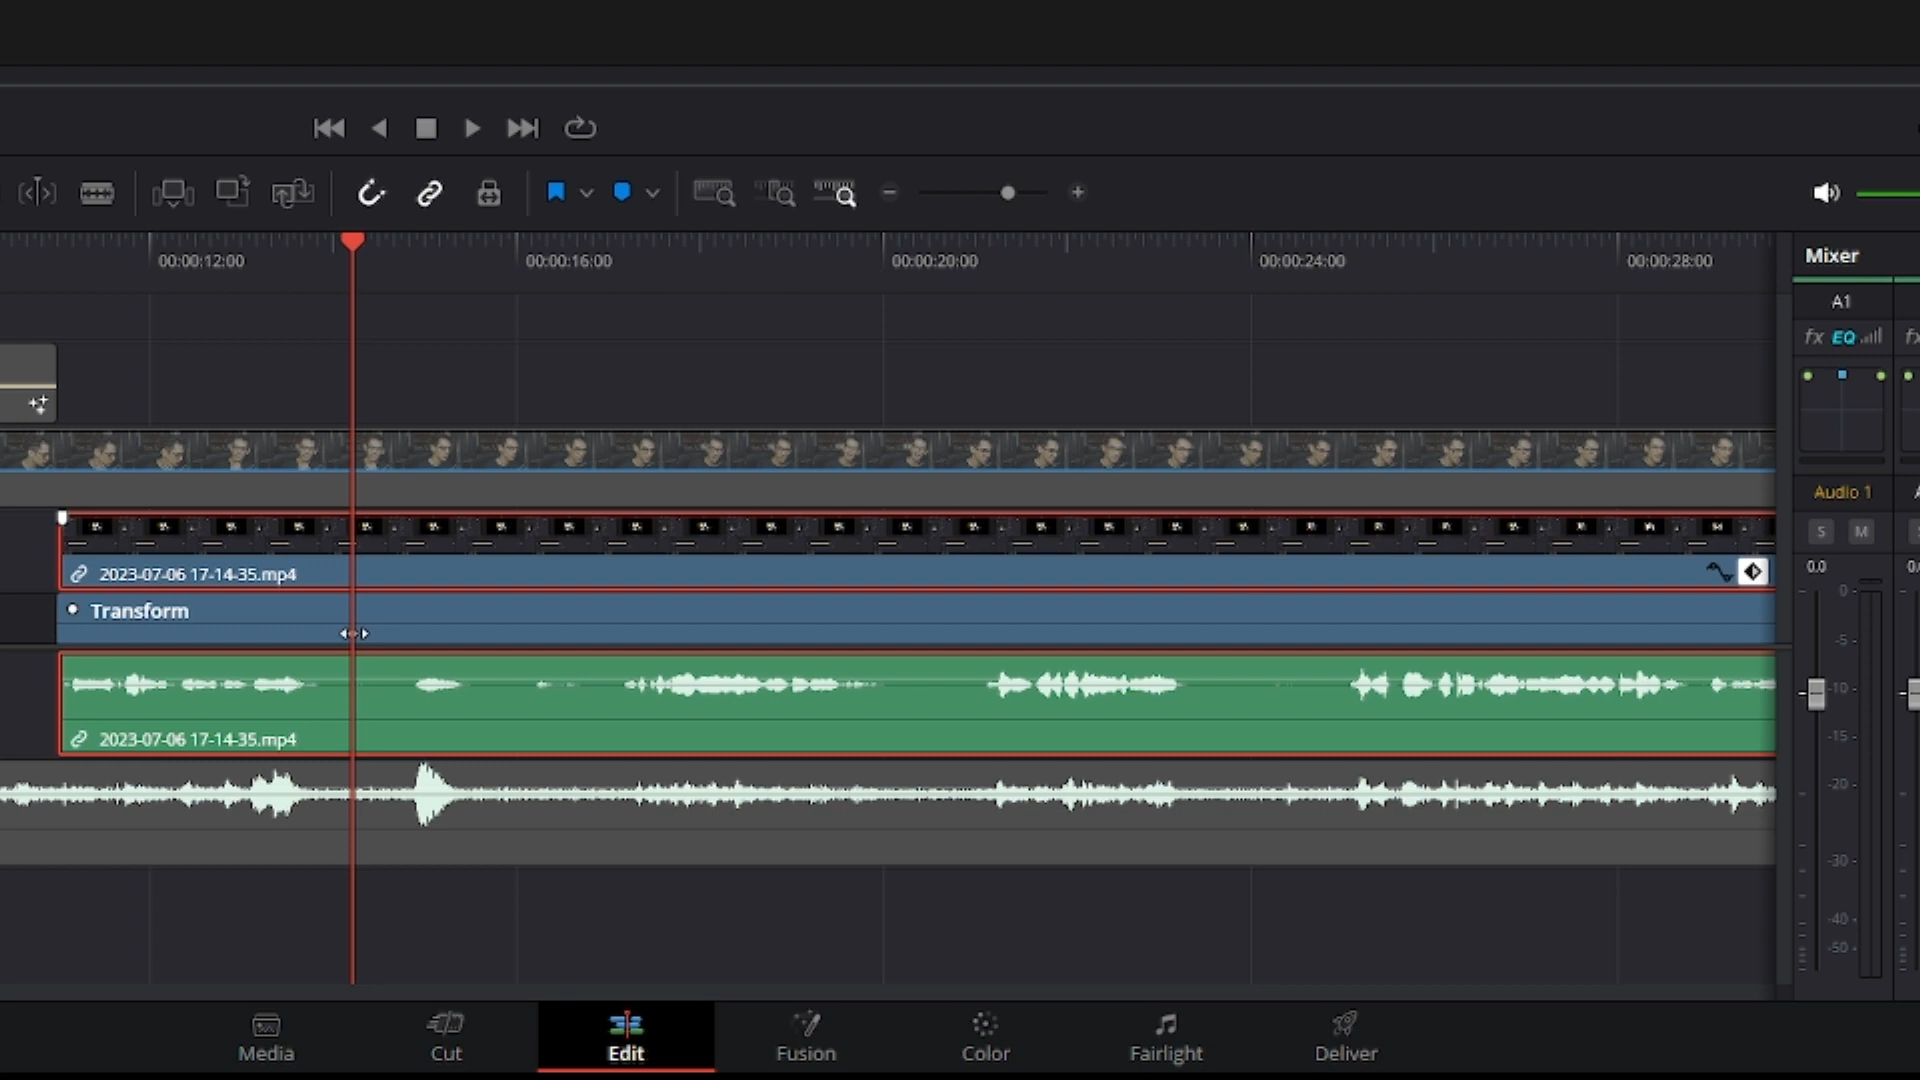 00:00:12:00
00:00:16:00
00:00:20:00
00:00:24:00
00:00:28:00
Mixer
A1
fx EQ
fx
Audio 1
S M
0.0
0
-5
-10
-15
-20
-30
-40
-50
2023-07-06 17-14-35.mp4
Transform
2023-07-06 17-14-35.mp4
Media
Cut
Edit
Fusion
Color
Fairlight
Deliver